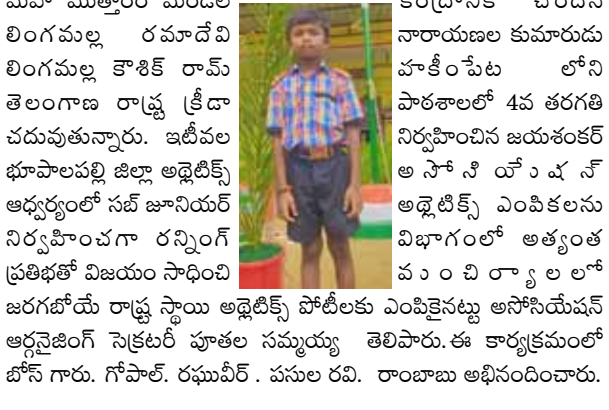 మహా ముత్తారం మండల కేంద్రానికి చెందిన
లింగమల్ల రమాదేవి నారాయణల కుమారుడు
లింగమల్ల కౌశిక్ రామ్ హకీంపేట లోని
తెలంగాణ రాష్ట్ర క్రీడా పాఠశాలలో 4వ తరగతి
చదువుతున్నారు. ఇటీవల నిర్వహించిన జయశంకర్
భూపాలపల్లి జిల్లా అథ్లెటిక్స్ అసోసియేషన్
ఆధ్వర్యంలో సబ్ జూనియర్ అథ్లెటిక్స్ ఎంపికలను
నిర్వహించగా రన్నింగ్ విభాగంలో అత్యంత
ప్రతిభతో విజయం సాధించి మంచిర్యాలలో
జరగబోయే రాష్ట్ర స్థాయి అథ్లెటిక్స్ పోటీలకు ఎంపికైనట్టు అసోసియేషన్
ఆర్గనైజింగ్ సెక్రటరీ పూతల సమ్మయ్య తెలిపారు.ఈ కార్యక్రమంలో
బోస్ గారు. గోపాల్. రఘువీర్ . పసుల రవి. రాంబాబు అభినందించారు.